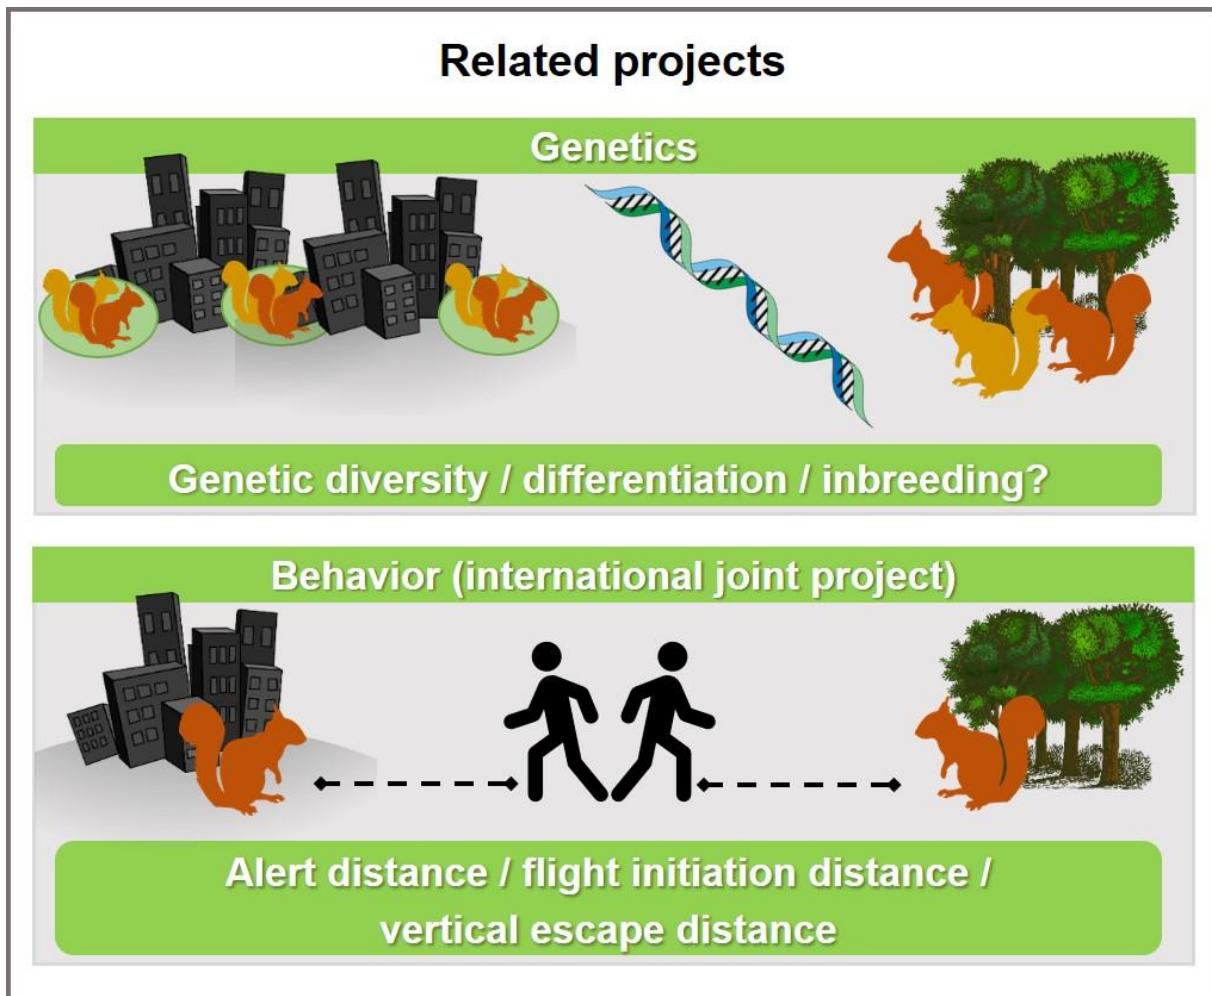 Related projects
Genetics
Genetic diversity / differentiation / inbreeding?
Behavior (international joint project)
Alert distance / flight initiation distance /
vertical escape distance